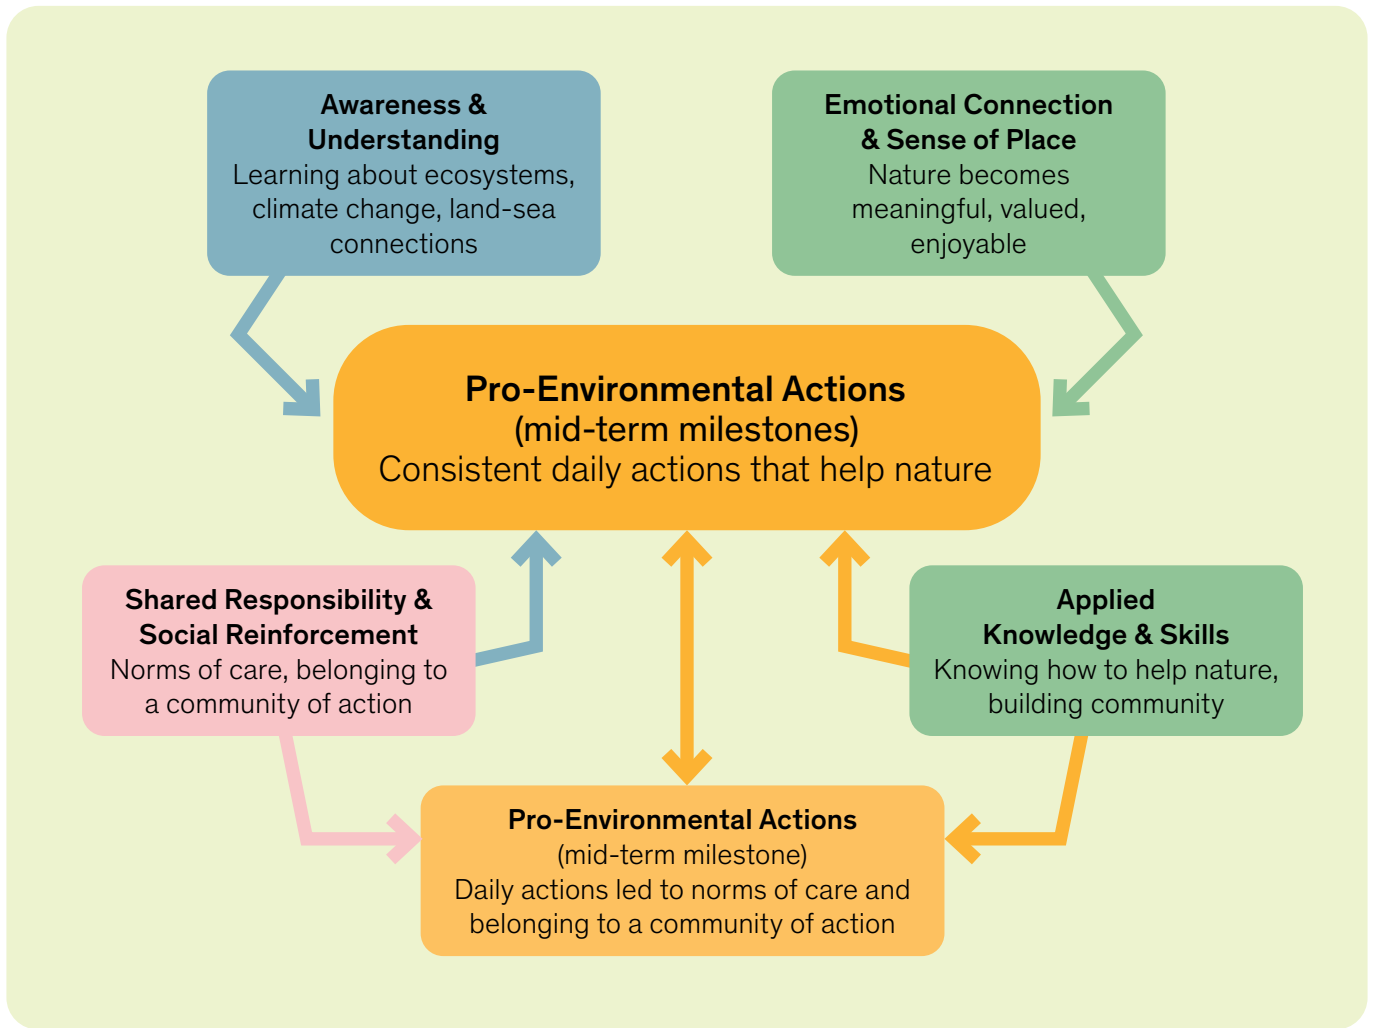 Awareness &
Understanding
Learning about ecosystems,
climate change, land-sea
connections
Emotional Connection
& Sense of Place
Nature becomes
meaningful, valued,
enjoyable
Pro-Environmental Actions
(mid-term milestones)
Consistent daily actions that help nature
Shared Responsibility &
Social Reinforcement
Norms of care, belonging to
a community of action
Applied
Knowledge & Skills
Knowing how to help nature,
building community
Pro-Environmental Actions
(mid-term milestone)
Daily actions led to norms of care and
belonging to a community of action